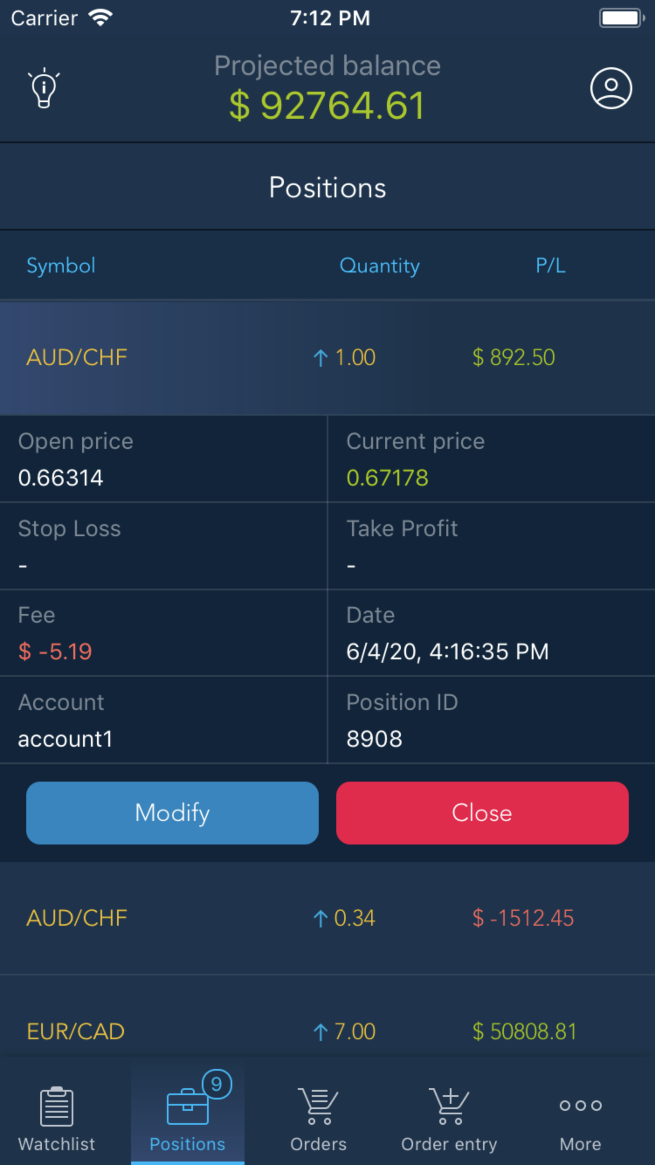 Carrier 7:12 PM
Projected balance
$ 92764.61
Positions
Symbol Quantity P/L
AUD/CHF ↑ 1.00 $ 892.50
Open price Current price
0.66314 0.67178
Stop Loss Take Profit
- -
Fee Date
$ -5.19 6/4/20, 4:16:35 PM
Account Position ID
account1 8908
Modify Close
AUD/CHF ↑ 0.34 $ -1512.45
EUR/CAD ↑ 7.00 $ 50808.81
9
Watchlist Positions Orders Order entry More